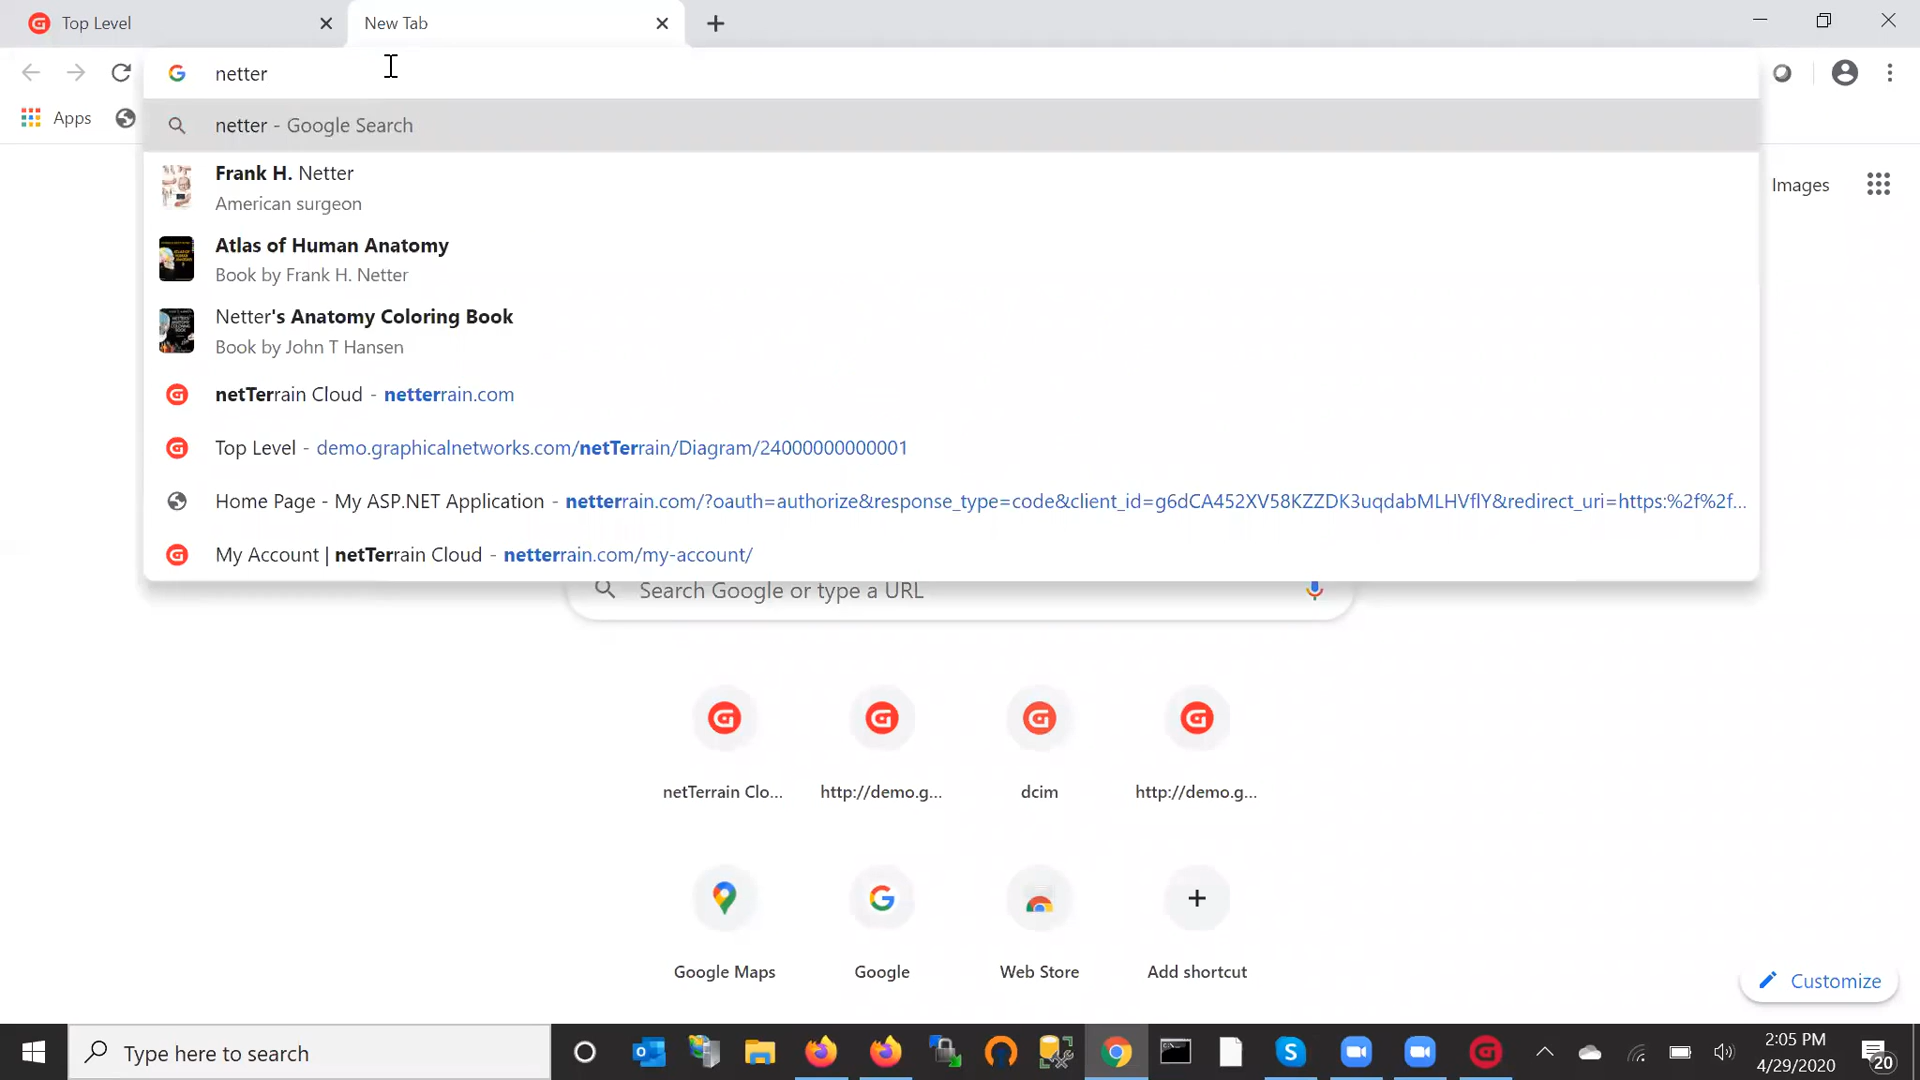 Top Level
New Tab
netter
Apps
netter - Google Search
Frank H. Netter
American surgeon
Images
Atlas of Human Anatomy
Book by Frank H. Netter
Netter's Anatomy Coloring Book
Book by John T Hansen
netTerrain Cloud - netterrain.com
Top Level - demo.graphicalnetworks.com/netTerrain/Diagram/24000000000001
Home Page - My ASP.NET Application - netterrain.com/?oauth=authorize&response_type=code&client_id=g6dCA452XV58KZZDK3uqdabMLHVflY&redirect_uri=https:%2f%2f...
My Account | netTerrain Cloud - netterrain.com/my-account/
Search Google or type a URL
netTerrain Clo...
http://demo.g...
dcim
http://demo.g...
Google Maps
Google
Web Store
Add shortcut
Customize
Type here to search
2:05 PM
4/29/2020
20